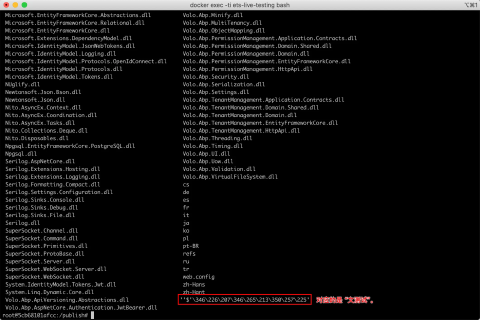 docker exec -ti ets-live-testing bash
⌥⌘1
Microsoft.EntityFrameworkCore.Abstractions.dll Volo.Abp.Minify.dll
Microsoft.EntityFrameworkCore.Relational.dll Volo.Abp.MultiTenancy.dll
Microsoft.EntityFrameworkCore.dll Volo.Abp.ObjectMapping.dll
Microsoft.Extensions.DependencyModel.dll Volo.Abp.PermissionManagement.Application.Contracts.dll
Microsoft.IdentityModel.JsonWebTokens.dll Volo.Abp.PermissionManagement.Domain.Shared.dll
Microsoft.IdentityModel.Logging.dll Volo.Abp.PermissionManagement.Domain.dll
Microsoft.IdentityModel.Protocols.OpenIdConnect.dll Volo.Abp.PermissionManagement.EntityFrameworkCore.dll
Microsoft.IdentityModel.Protocols.dll Volo.Abp.PermissionManagement.HttpApi.dll
Microsoft.IdentityModel.Tokens.dll Volo.Abp.Security.dll
NUglify.dll Volo.Abp.Serialization.dll
Newtonsoft.Json.Bson.dll Volo.Abp.Settings.dll
Newtonsoft.Json.dll Volo.Abp.TenantManagement.Application.Contracts.dll
Nito.AsyncEx.Context.dll Volo.Abp.TenantManagement.Domain.Shared.dll
Nito.AsyncEx.Coordination.dll Volo.Abp.TenantManagement.Domain.dll
Nito.AsyncEx.Tasks.dll Volo.Abp.TenantManagement.EntityFrameworkCore.dll
Nito.Collections.Deque.dll Volo.Abp.TenantManagement.HttpApi.dll
Nito.Disposables.dll Volo.Abp.Threading.dll
Npgsql.EntityFrameworkCore.PostgreSQL.dll Volo.Abp.Timing.dll
Npgsql.dll Volo.Abp.UI.dll
Serilog.AspNetCore.dll Volo.Abp.Uow.dll
Serilog.Extensions.Hosting.dll Volo.Abp.Validation.dll
Serilog.Extensions.Logging.dll Volo.Abp.VirtualFileSystem.dll
Serilog.Formatting.Compact.dll cs
Serilog.Settings.Configuration.dll de
Serilog.Sinks.Console.dll es
Serilog.Sinks.Debug.dll fr
Serilog.Sinks.File.dll it
Serilog.dll ja
SuperSocket.Channel.dll ko
SuperSocket.Command.dll pl
SuperSocket.Primitives.dll pt-BR
SuperSocket.ProtoBase.dll refs
SuperSocket.Server.dll ru
SuperSocket.WebSocket.Server.dll tr
SuperSocket.WebSocket.dll web.config
System.IdentityModel.Tokens.Jwt.dll zh-Hans
System.Linq.Dynamic.Core.dll zh-Hant
Volo.Abp.ApiVersioning.Abstractions.dll ''$'\346\226\207\346\265\213\350\257\225' 对应的是 "文测试"。
Volo.Abp.AspNetCore.Authentication.JwtBearer.dll
root@5cb68101afcc:/publish#